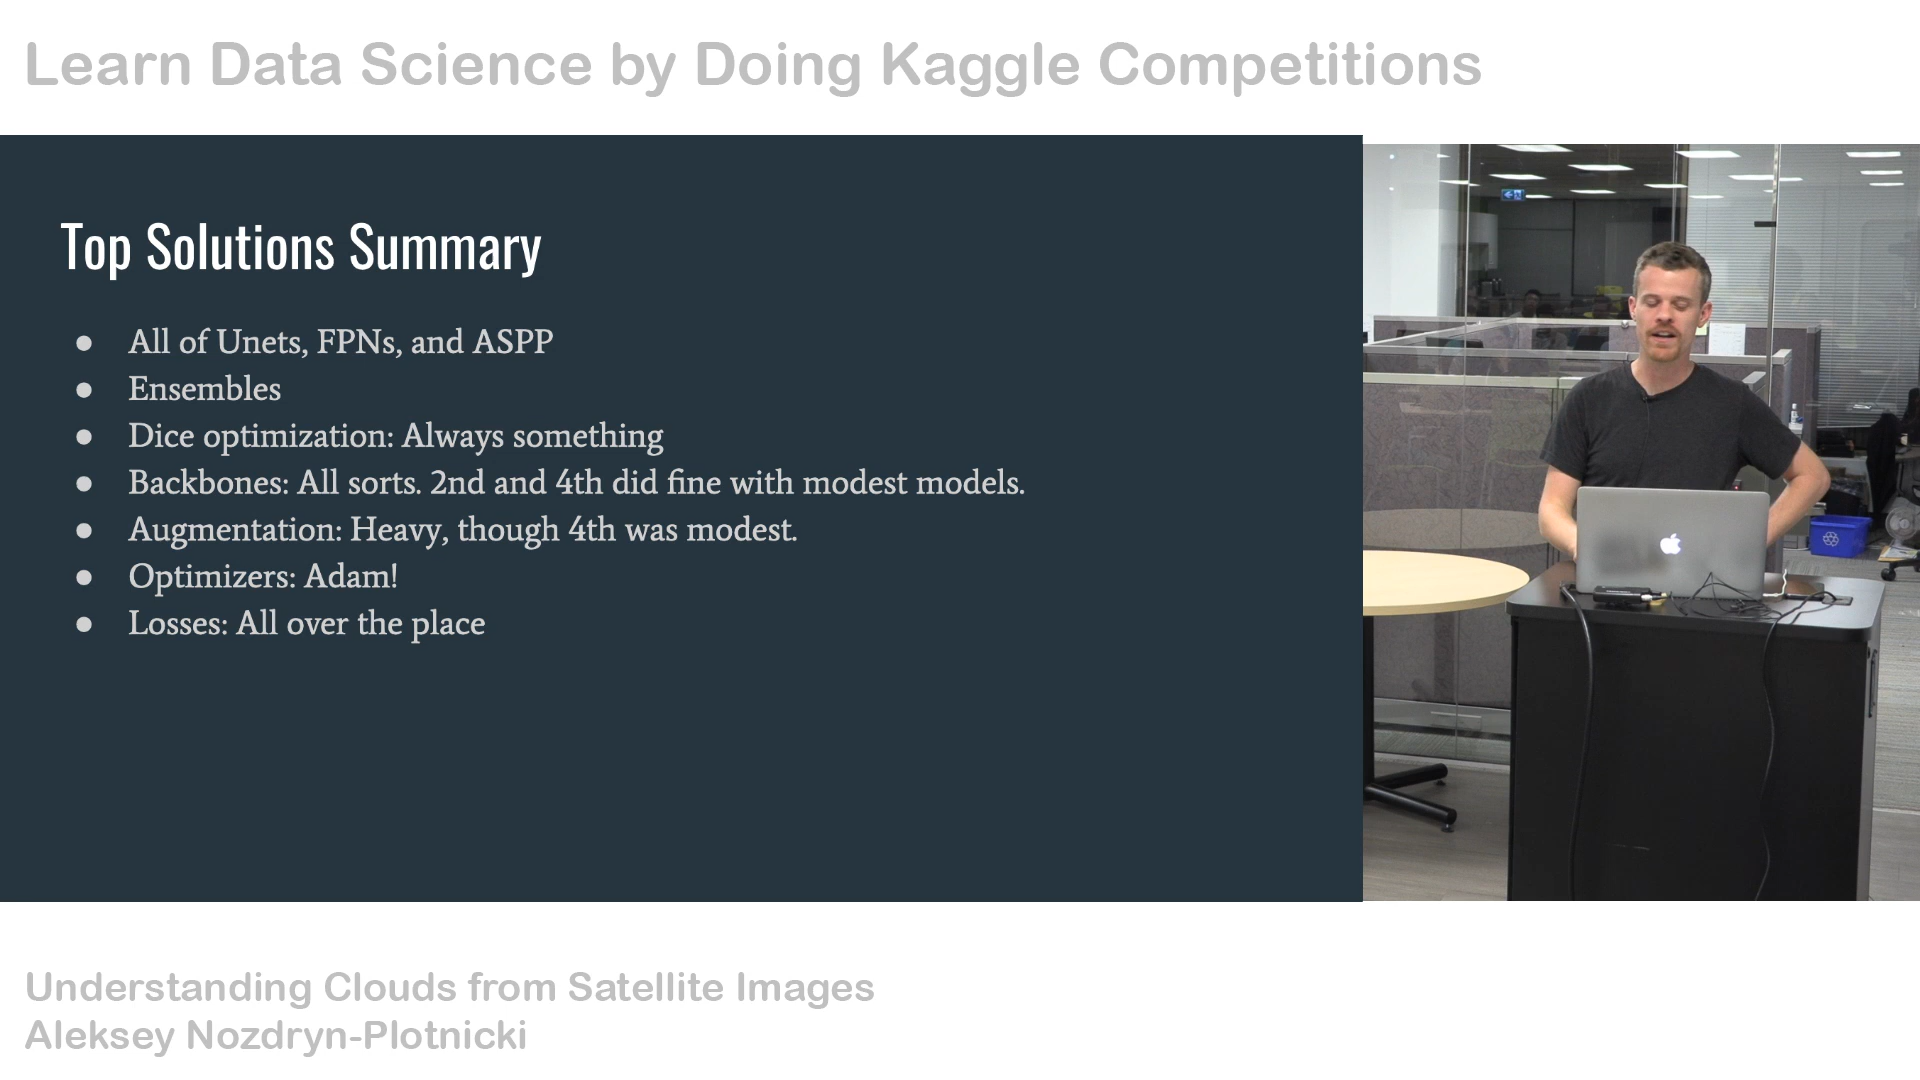 Learn Data Science by Doing Kaggle Competitions
Top Solutions Summary
● All of Unets, FPNs, and ASPP
● Ensembles
● Dice optimization: Always something
● Backbones: All sorts. 2nd and 4th did fine with modest models.
● Augmentation: Heavy, though 4th was modest.
● Optimizers: Adam!
● Losses: All over the place
Understanding Clouds from Satellite Images
Aleksey Nozdryn-Plotnicki